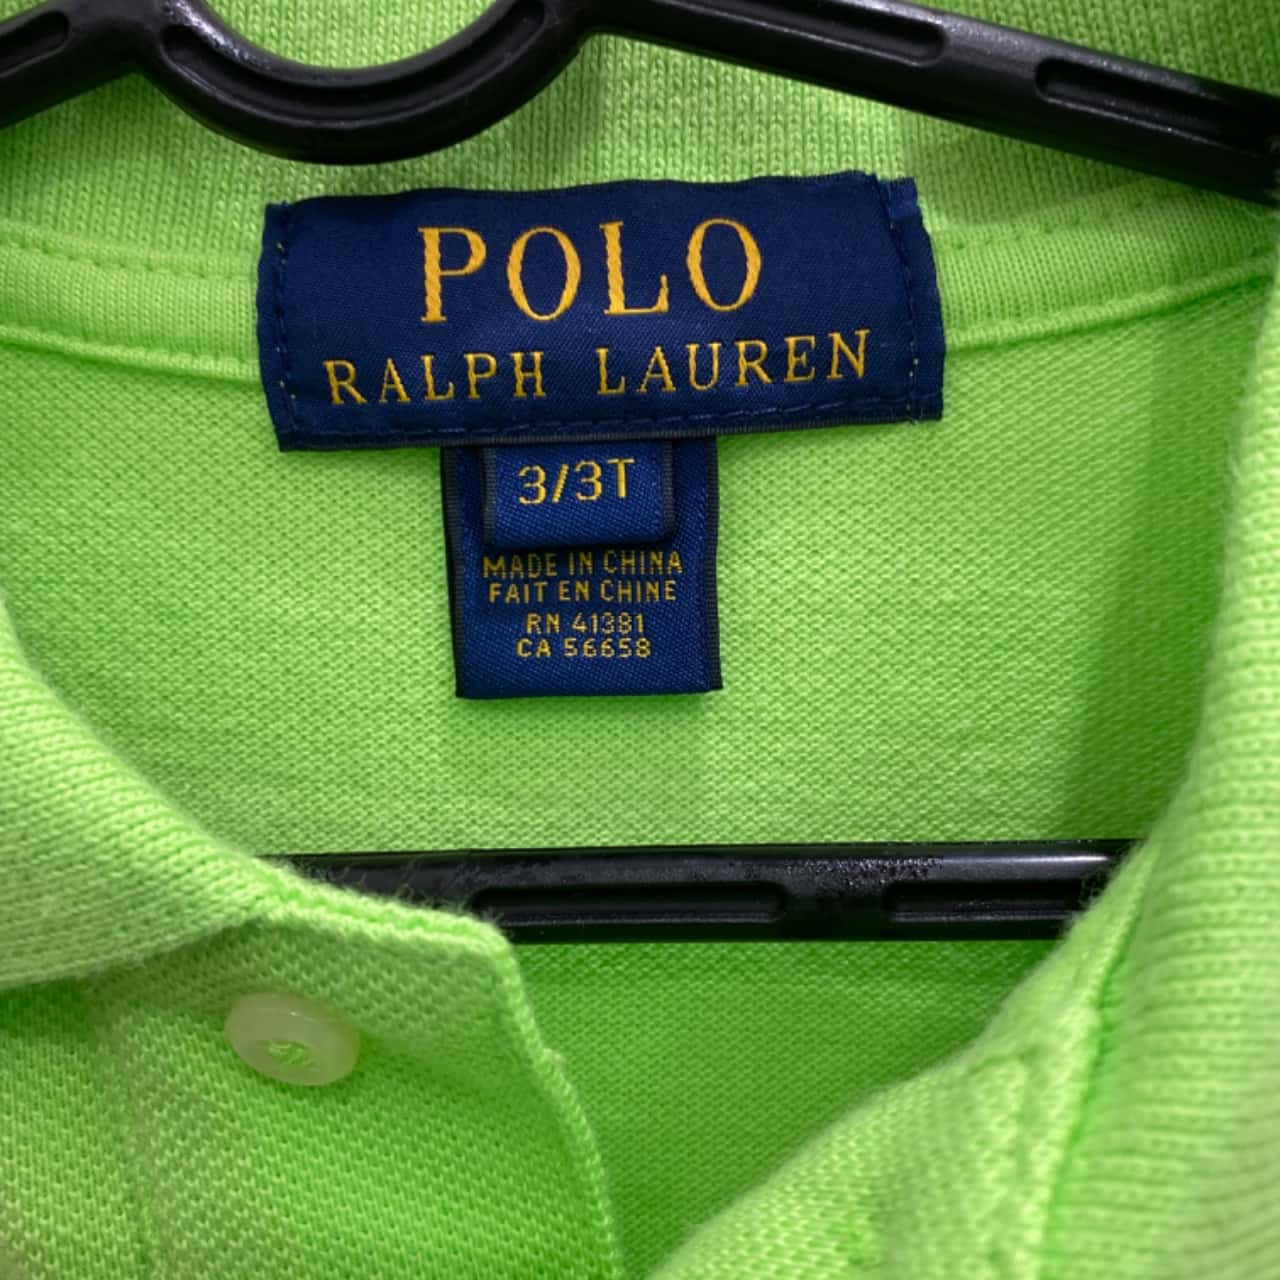 POLO
RALPH LAUREN
3/3T
MADE IN CHINA
FAIT EN CHINE
RN 41381
CA 56658